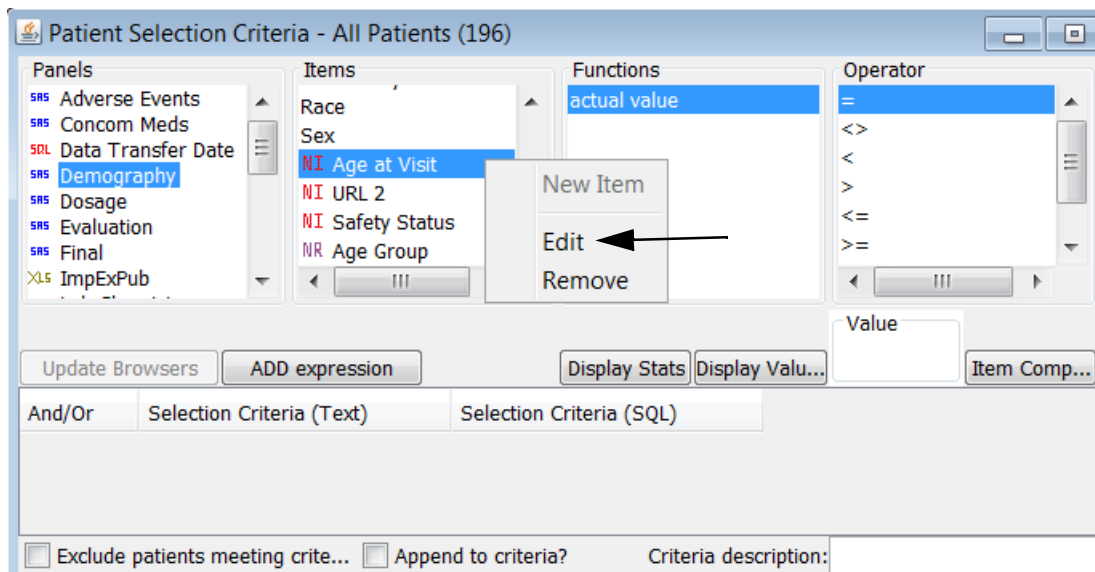 Patient Selection Criteria - All Patients (196)
Panels
Items
Functions
Operator
SAS Adverse Events
SAS Concom Meds
SQL Data Transfer Date
SAS Demography
SAS Dosage
SAS Evaluation
SAS Final
XLS ImpExPub
Race
Sex
NI Age at Visit
NI URL 2
NI Safety Status
NR Age Group
actual value
New Item
Edit
Remove
=
<>
<
>
<=
>=
Value
Update Browsers
ADD expression
Display Stats
Display Valu...
Item Comp...
And/Or
Selection Criteria (Text)
Selection Criteria (SQL)
Exclude patients meeting crite...
Append to criteria?
Criteria description: